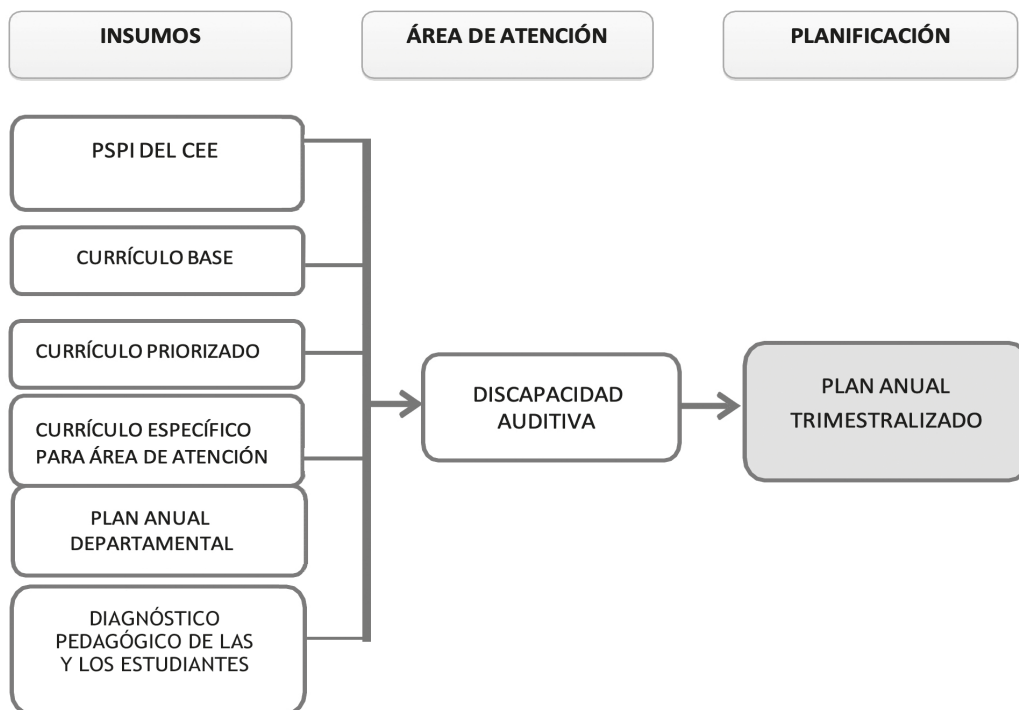 INSUMOS
ÁREA DE ATENCIÓN
PLANIFICACIÓN
PSPI DEL CEE
CURRÍCULO BASE
CURRÍCULO PRIORIZADO
CURRÍCULO ESPECÍFICO
PARA ÁREA DE ATENCIÓN
PLAN ANUAL
DEPARTAMENTAL
DIAGNÓSTICO
PEDAGÓGICO DE LAS
Y LOS ESTUDIANTES
DISCAPACIDAD
AUDITIVA
PLAN ANUAL
TRIMESTRALIZADO